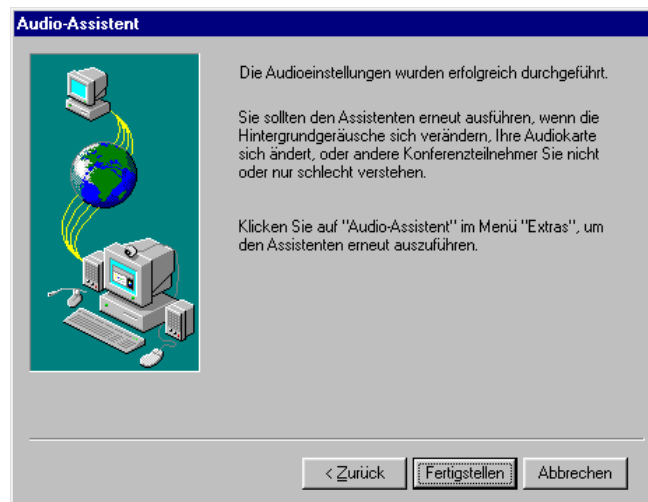 Audio-Assistent
Die Audioeinstellungen wurden erfolgreich durchgeführt.
Sie sollten den Assistenten erneut ausführen, wenn die
Hintergrundgeräusche sich verändern, Ihre Audiokarte
sich ändert, oder andere Konferenzteilnehmer Sie nicht
oder nur schlecht verstehen.
Klicken Sie auf "Audio-Assistent" im Menü "Extras", um
den Assistenten erneut auszuführen.
< Zurück
Fertigstellen
Abbrechen